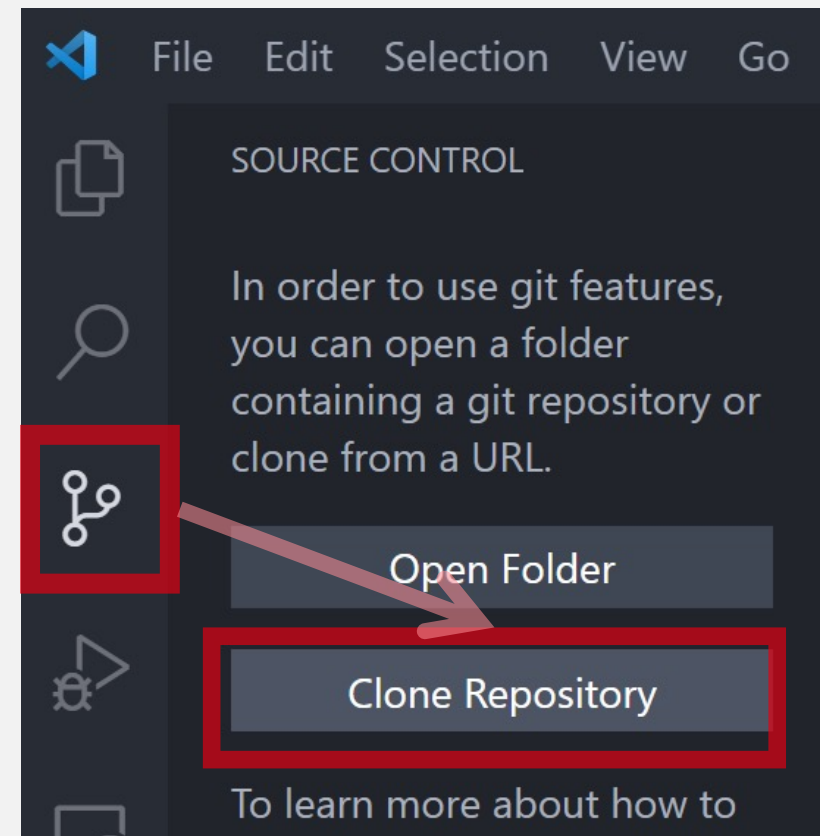 File Edit Selection View Go
SOURCE CONTROL
In order to use git features,
you can open a folder
containing a git repository or
clone from a URL.
Open Folder
Clone Repository
To learn more about how to